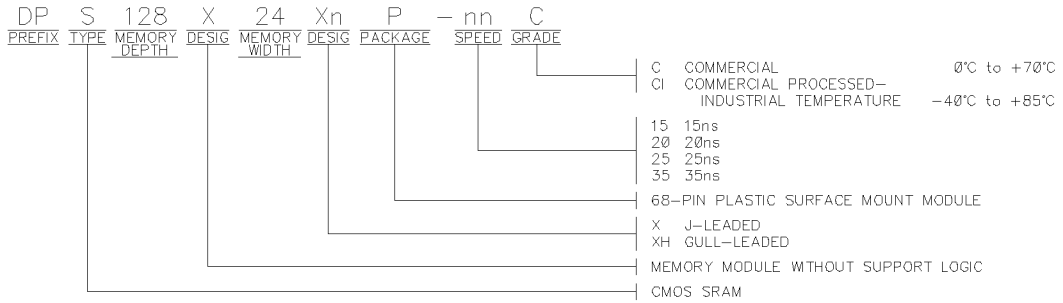 DP S 128 X 24 Xn P - nn C
PREFIX TYPE MEMORY DEPTH DESIG MEMORY WIDTH DESIG PACKAGE SPEED GRADE
C COMMERCIAL 0°C to +70°C
CI COMMERCIAL PROCESSED-
INDUSTRIAL TEMPERATURE -40°C to +85°C
15 15ns
20 20ns
25 25ns
35 35ns
68-PIN PLASTIC SURFACE MOUNT MODULE
X J-LEADED
XH GULL-LEADED
MEMORY MODULE WITHOUT SUPPORT LOGIC
CMOS SRAM